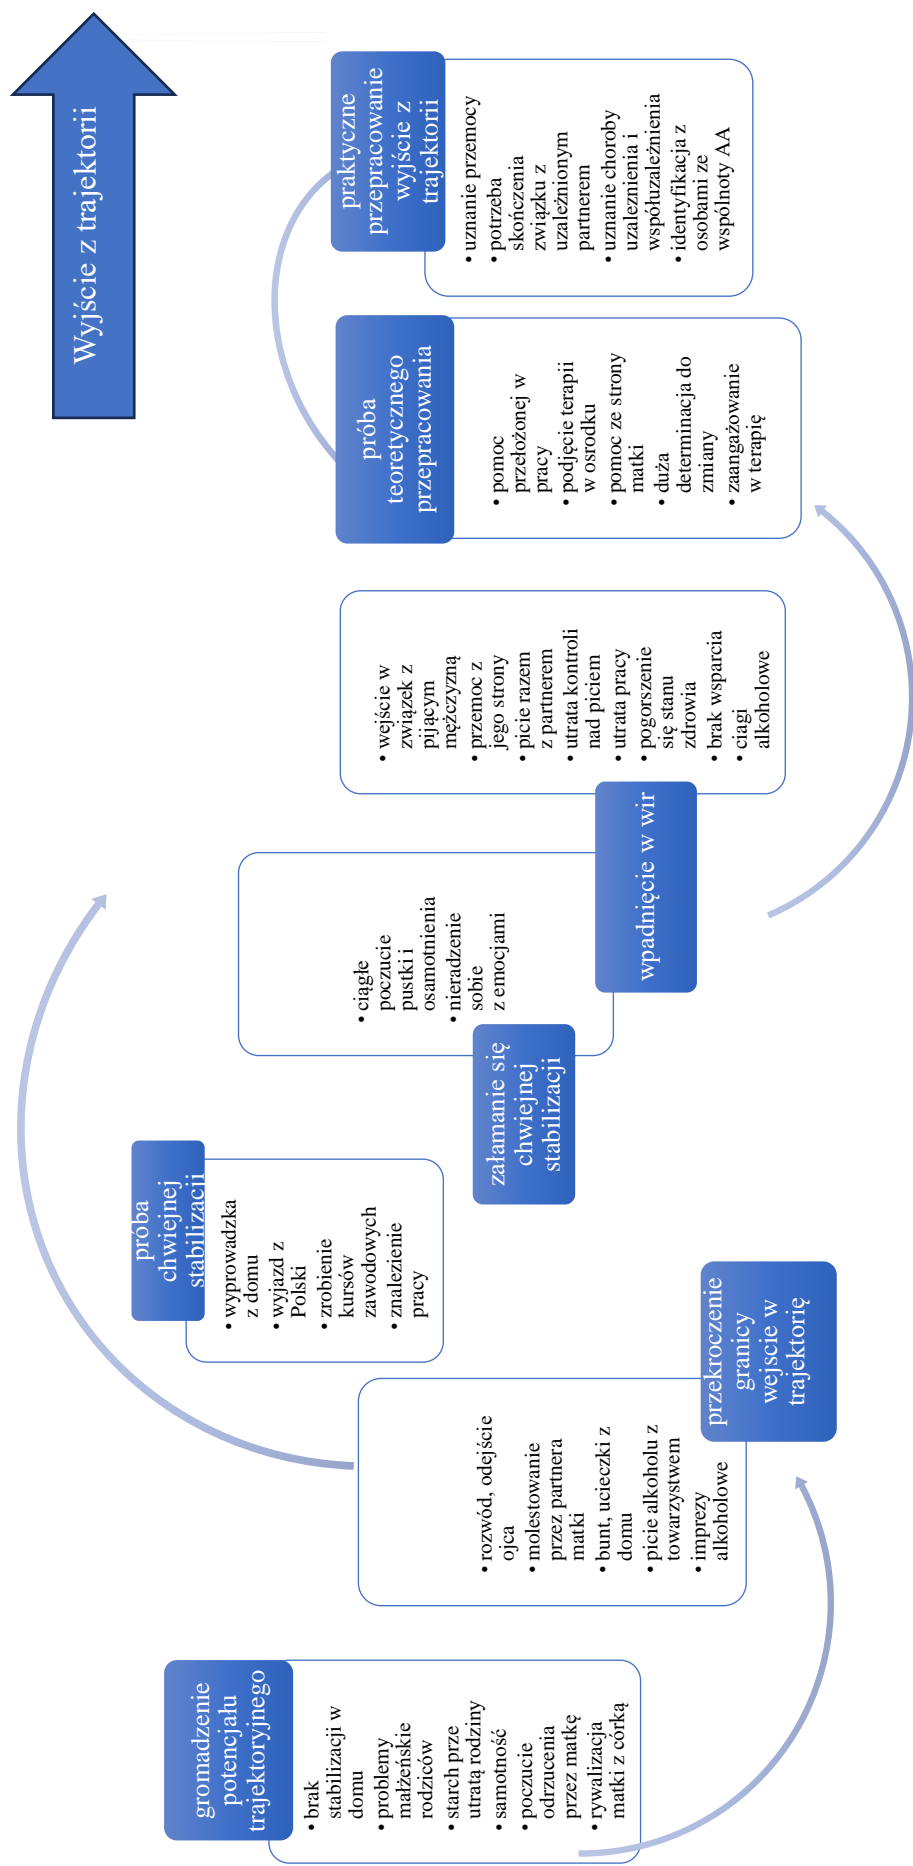 Wyjście z trajektorii
gromadzenie
potencjału
trajektoryjnego
• brak
stabilizacji w
domu
• problemy
małżeńskie
rodziców
• starch prze
utratą rodziny
• samotność
• poczucie
odrzucenia
przez matkę
• rywalizacja
matki z córką
• rozwód, odejście
ojca
• molestowanie
przez partnera
matki
• bunt, ucieczki z
domu
• picie alkoholu z
towarzystwem
• imprezy
alkoholowe
przekroczenie
granicy
wejscie w
trajektorię
próba
chwiejnej
stabilizacji
• wyprowadzka
z domu
• wyjazd z
Polski
• zrobienie
kursów
zawodowych
• znalezienie
pracy
• ciągłe
poczucie
pustki i
osamotnienia
• nieradzenie
sobie
z emocjami
załamanie się
chwiejnej
stabilizacji
• wejście w
związek z
pijącym
mężczyzną
• przemoc z
jego strony
• picie razem
z partnerem
• utrata kontroli
nad piciem
• utrata pracy
• pogorszenie
się stanu
zdrowia
• brak wsparcia
• ciągi
alkoholowe
wpadnięcie w wir
próba
teoretycznego
przepracowania
• pomoc
przełożonej w
pracy
• podjęcie terapii
w osrodku
• pomoc ze strony
matki
• duża
determinacja do
zmiany
• zaangażowanie
w terapię
praktyczne
przepracowanie
wyjście z
trajektorii
• uznanie przemocy
• potrzeba
skończenia
związku z
uzależnionym
partnerem
• uznanie choroby
uzaleznienia i
współuzależnienia
• identyfikacja z
osobami ze
wspólnoty AA